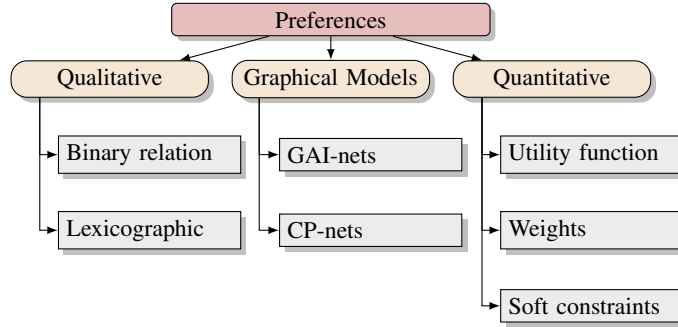 Preferences
Qualitative
Graphical Models
Quantitative
Binary relation
GAI-nets
Utility function
Lexicographic
CP-nets
Weights
Soft constraints